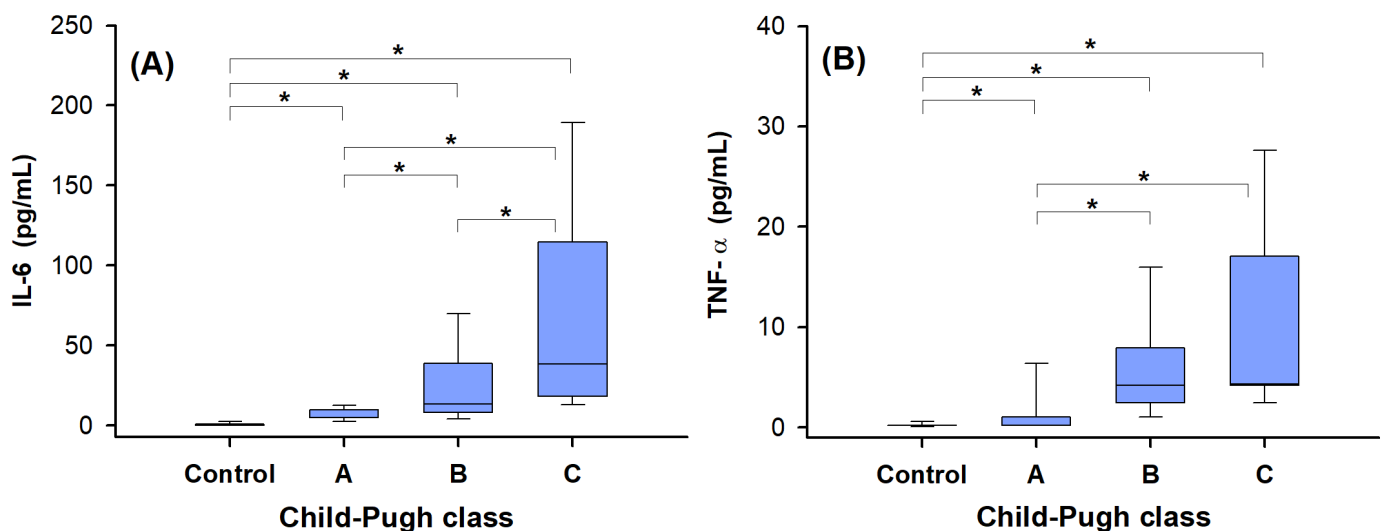 (A)
IL-6 (pg/mL)
250
200
150
100
50
0
*
*
*
*
*
*
Control A B C
Child-Pugh class
(B)
TNF- α (pg/mL)
40
30
20
10
0
*
*
*
*
*
Control A B C
Child-Pugh class